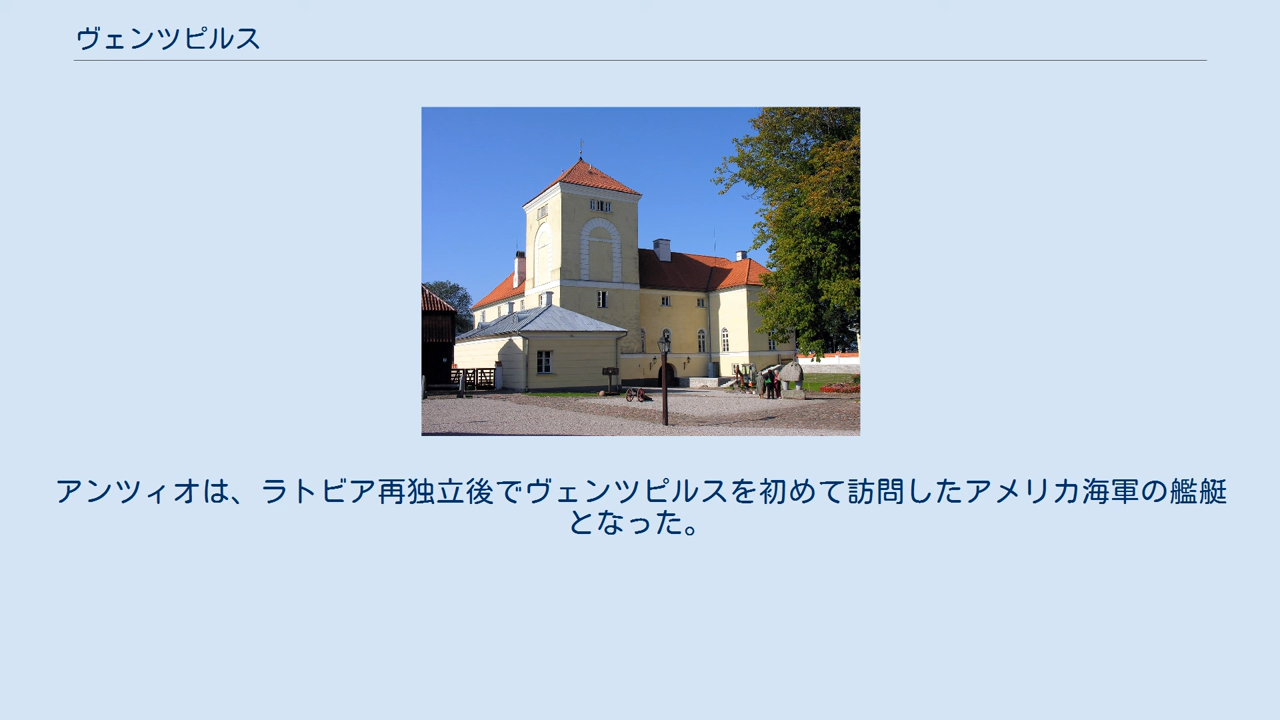 ヴェンツピルス
アンツィオは、ラトビア再独立後でヴェンツピルスを初めて訪問したアメリカ海軍の艦艇
となった。